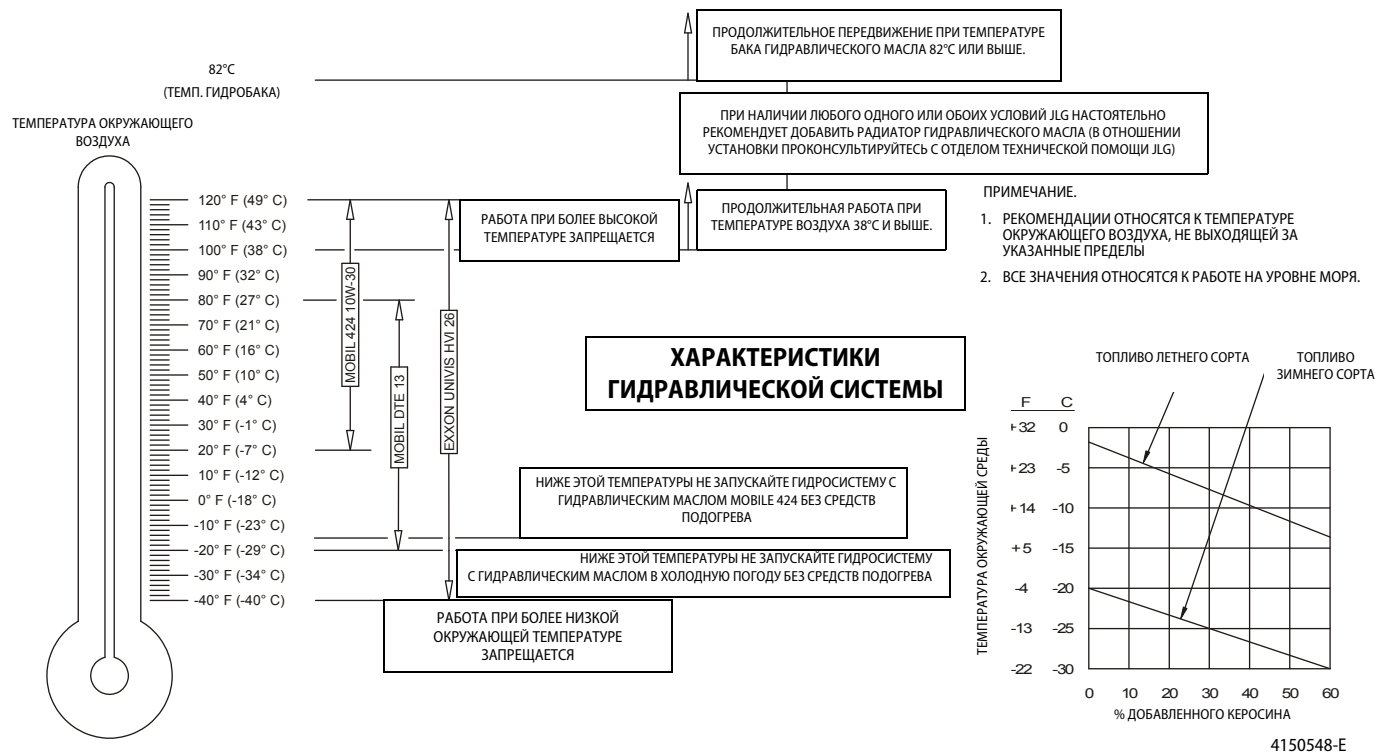 82°C
(ТЕМП. ГИДРОБАКА)
ТЕМПЕРАТУРА ОКРУЖАЮЩЕГО
ВОЗДУХА
120° F (49° C)
110° F (43° C)
100° F (38° C)
90° F (32° C)
80° F (27° C)
70° F (21° C)
60° F (16° C)
50° F (10° C)
40° F (4° C)
30° F (-1° C)
20° F (-7° C)
10° F (-12° C)
0° F (-18° C)
-10° F (-23° C)
-20° F (-29° C)
-30° F (-34° C)
-40° F (-40° C)
MOBIL 424 10W-30
MOBIL DTE 13
EXXON UNIVIS HVI 26
ПРОДОЛЖИТЕЛЬНОЕ ПЕРЕДВИЖЕНИЕ ПРИ ТЕМПЕРАТУРЕ
БАКА ГИДРАВЛИЧЕСКОГО МАСЛА 82°C ИЛИ ВЫШЕ.
ПРИ НАЛИЧИИ ЛЮБОГО ОДНОГО ИЛИ ОБОИХ УСЛОВИЙ JLG НАСТОЯТЕЛЬНО
РЕКОМЕНДУЕТ ДОБАВИТЬ РАДИАТОР ГИДРАВЛИЧЕСКОГО МАСЛА (В ОТНОШЕНИИ
УСТАНОВКИ ПРОКОНСУЛЬТИРУЙТЕСЬ С ОТДЕЛОМ ТЕХНИЧЕСКОЙ ПОМОЩИ JLG)
РАБОТА ПРИ БОЛЕЕ ВЫСОКОЙ
ТЕМПЕРАТУРЕ ЗАПРЕЩАЕТСЯ
ПРОДОЛЖИТЕЛЬНАЯ РАБОТА ПРИ
ТЕМПЕРАТУРЕ ВОЗДУХА 38°C И ВЫШЕ.
ПРИМЕЧАНИЕ.
1. РЕКОМЕНДАЦИИ ОТНОСЯТСЯ К ТЕМПЕРАТУРЕ
ОКРУЖАЮЩЕГО ВОЗДУХА, НЕ ВЫХОДЯЩЕЙ ЗА
УКАЗАННЫЕ ПРЕДЕЛЫ
2. ВСЕ ЗНАЧЕНИЯ ОТНОСЯТСЯ К РАБОТЕ НА УРОВНЕ МОРЯ.
ХАРАКТЕРИСТИКИ
ГИДРАВЛИЧЕСКОЙ СИСТЕМЫ
НИЖЕ ЭТОЙ ТЕМПЕРАТУРЫ НЕ ЗАПУСКАЙТЕ ГИДРОСИСТЕМУ С
ГИДРАВЛИЧЕСКИМ МАСЛОМ MOBILE 424 БЕЗ СРЕДСТВ
ПОДОГРЕВА
НИЖЕ ЭТОЙ ТЕМПЕРАТУРЫ НЕ ЗАПУСКАЙТЕ ГИДРОСИСТЕМУ
С ГИДРАВЛИЧЕСКИМ МАСЛОМ В ХОЛОДНУЮ ПОГОДУ БЕЗ СРЕДСТВ ПОДОГРЕВА
РАБОТА ПРИ БОЛЕЕ НИЗКОЙ
ОКРУЖАЮЩЕЙ ТЕМПЕРАТУРЕ
ЗАПРЕЩАЕТСЯ
ТОПЛИВО ЛЕТНЕГО СОРТА
ТОПЛИВО
ЗИМНЕГО СОРТА
ТЕМПЕРАТУРА ОКРУЖАЮЩЕЙ СРЕДЫ
F C
+32 0
+23 -5
+14 -10
+5 -15
-4 -20
-13 -25
-22 -30
0 10 20 30 40 50 60
% ДОБАВЛЕННОГО КЕРОСИНА
4150548-E